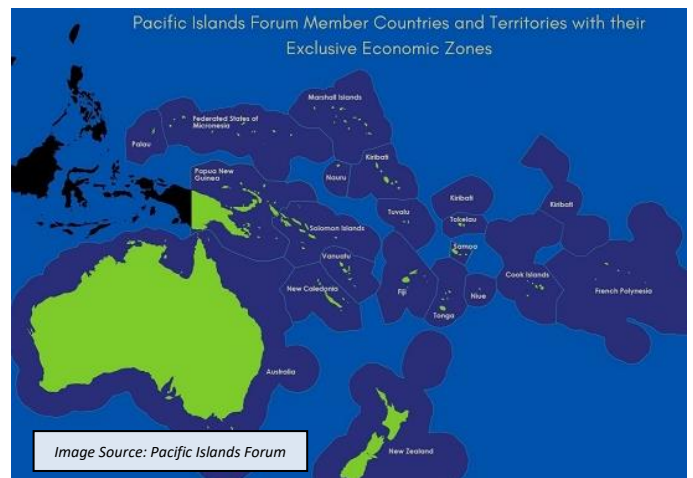 Pacific Islands Forum Member Countries and Territories with their
Exclusive Economic Zones
Marshall Islands
Federated States of
Micronesia
Palau
Kiribati
Papua New
Guinea
Nauru
Kiribati
Kiribati
Tuvalu
Tokelau
Solomon Islands
Samoa
Vanuatu
Cook Islands
New Caledonia
Fiji
Niue
French Polynesia
Tonga
Australia
New Zealand
Image Source: Pacific Islands Forum